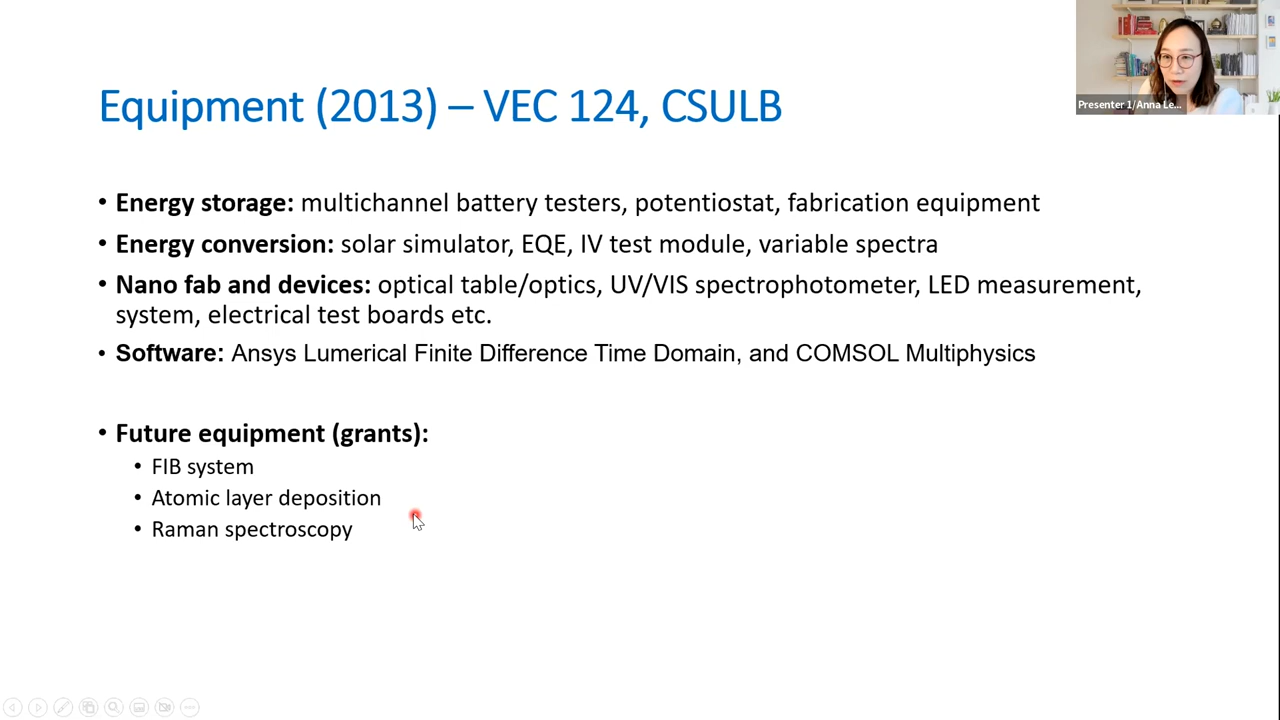 Equipment (2013) – VEC 124, CSULB
Presenter 1/Anna Le...
• Energy storage: multichannel battery testers, potentiostat, fabrication equipment
• Energy conversion: solar simulator, EQE, IV test module, variable spectra
• Nano fab and devices: optical table/optics, UV/VIS spectrophotometer, LED measurement,
system, electrical test boards etc.
• Software: Ansys Lumerical Finite Difference Time Domain, and COMSOL Multiphysics
• Future equipment (grants):
• FIB system
• Atomic layer deposition
• Raman spectroscopy